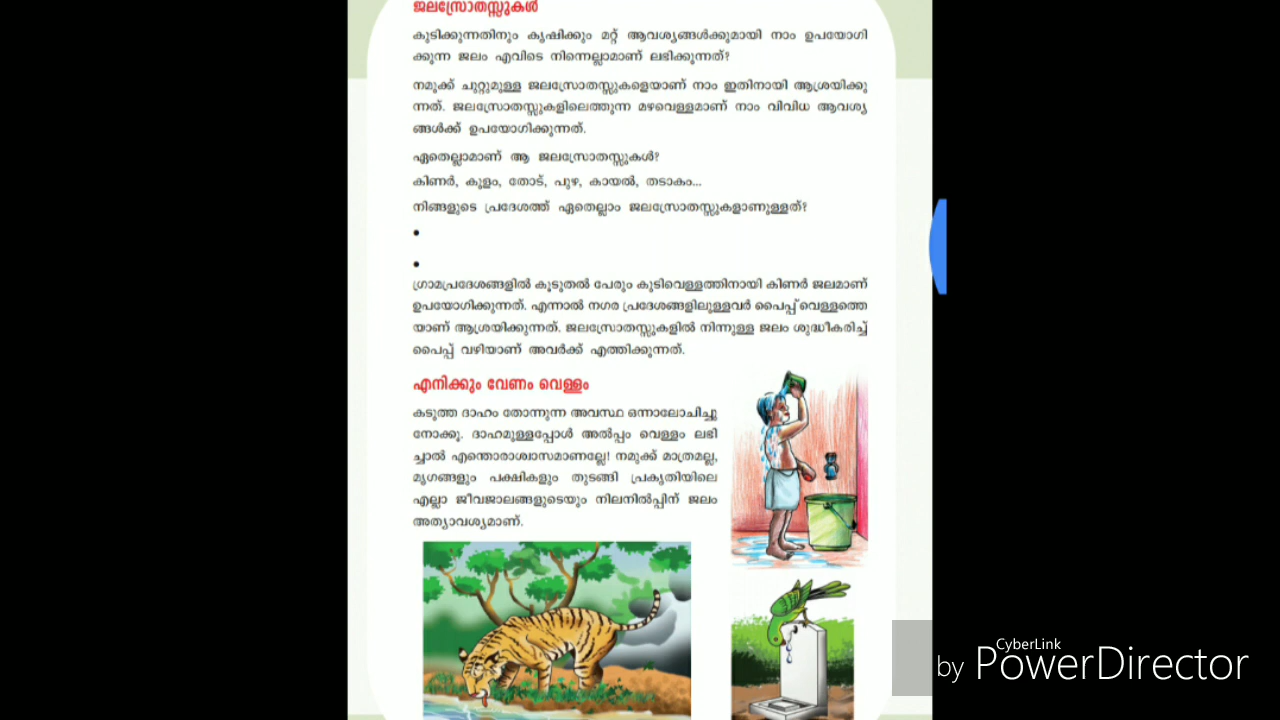 ജലസ്രോതസ്സുകൾ
കുടിക്കുന്നതിനും കൃഷിക്കും മറ്റ് ആവശ്യങ്ങൾക്കുമായി നാം ഉപയോഗി
ക്കുന്ന ജലം എവിടെ നിന്നെല്ലാമാണ് ലഭിക്കുന്നത്?
നമുക്ക് ചുറ്റുമുള്ള ജലസ്രോതസ്സുകളെയാണ് നാം ഇതിനായി ആശ്രയിക്കു
ന്നത്. ജലസ്രോതസ്സുകളിലെത്തുന്ന മഴവെള്ളമാണ് നാം വിവിധ ആവശ്യ
ങ്ങൾക്ക് ഉപയോഗിക്കുന്നത്.
ഏതെല്ലാമാണ് ആ ജലസ്രോതസ്സുകൾ?
കിണർ, കുളം, തോട്, പുഴ, കായൽ, തടാകം...
നിങ്ങളുടെ പ്രദേശത്ത് ഏതെല്ലാം ജലസ്രോതസ്സുകളാണുള്ളത്?
•
•
ഗ്രാമപ്രദേശങ്ങളിൽ കൂടുതൽ പേരും കുടിവെള്ളത്തിനായി കിണർ ജലമാണ്
ഉപയോഗിക്കുന്നത്. എന്നാൽ നഗര പ്രദേശങ്ങളിലുള്ളവർ പൈപ്പ് വെള്ളത്തെ
യാണ് ആശ്രയിക്കുന്നത്. ജലസ്രോതസ്സുകളിൽ നിന്നുള്ള ജലം ശുദ്ധീകരിച്ച്
പൈപ്പ് വഴിയാണ് അവർക്ക് എത്തിക്കുന്നത്.
എനിക്കും വേണം വെള്ളം
കടുത്ത ദാഹം തോന്നുന്ന അവസ്ഥ ഒന്നാലോചിച്ചു
നോക്കൂ. ദാഹമുള്ളപ്പോൾ അൽപ്പം വെള്ളം ലഭി
ച്ചാൽ എന്തൊരാശ്വാസമാണല്ലേ! നമുക്ക് മാത്രമല്ല,
മൃഗങ്ങളും പക്ഷികളും തുടങ്ങി പ്രകൃതിയിലെ
എല്ലാ ജീവജാലങ്ങളുടെയും നിലനിൽപ്പിന് ജലം
അത്യാവശ്യമാണ്.
CyberLink
by PowerDirector